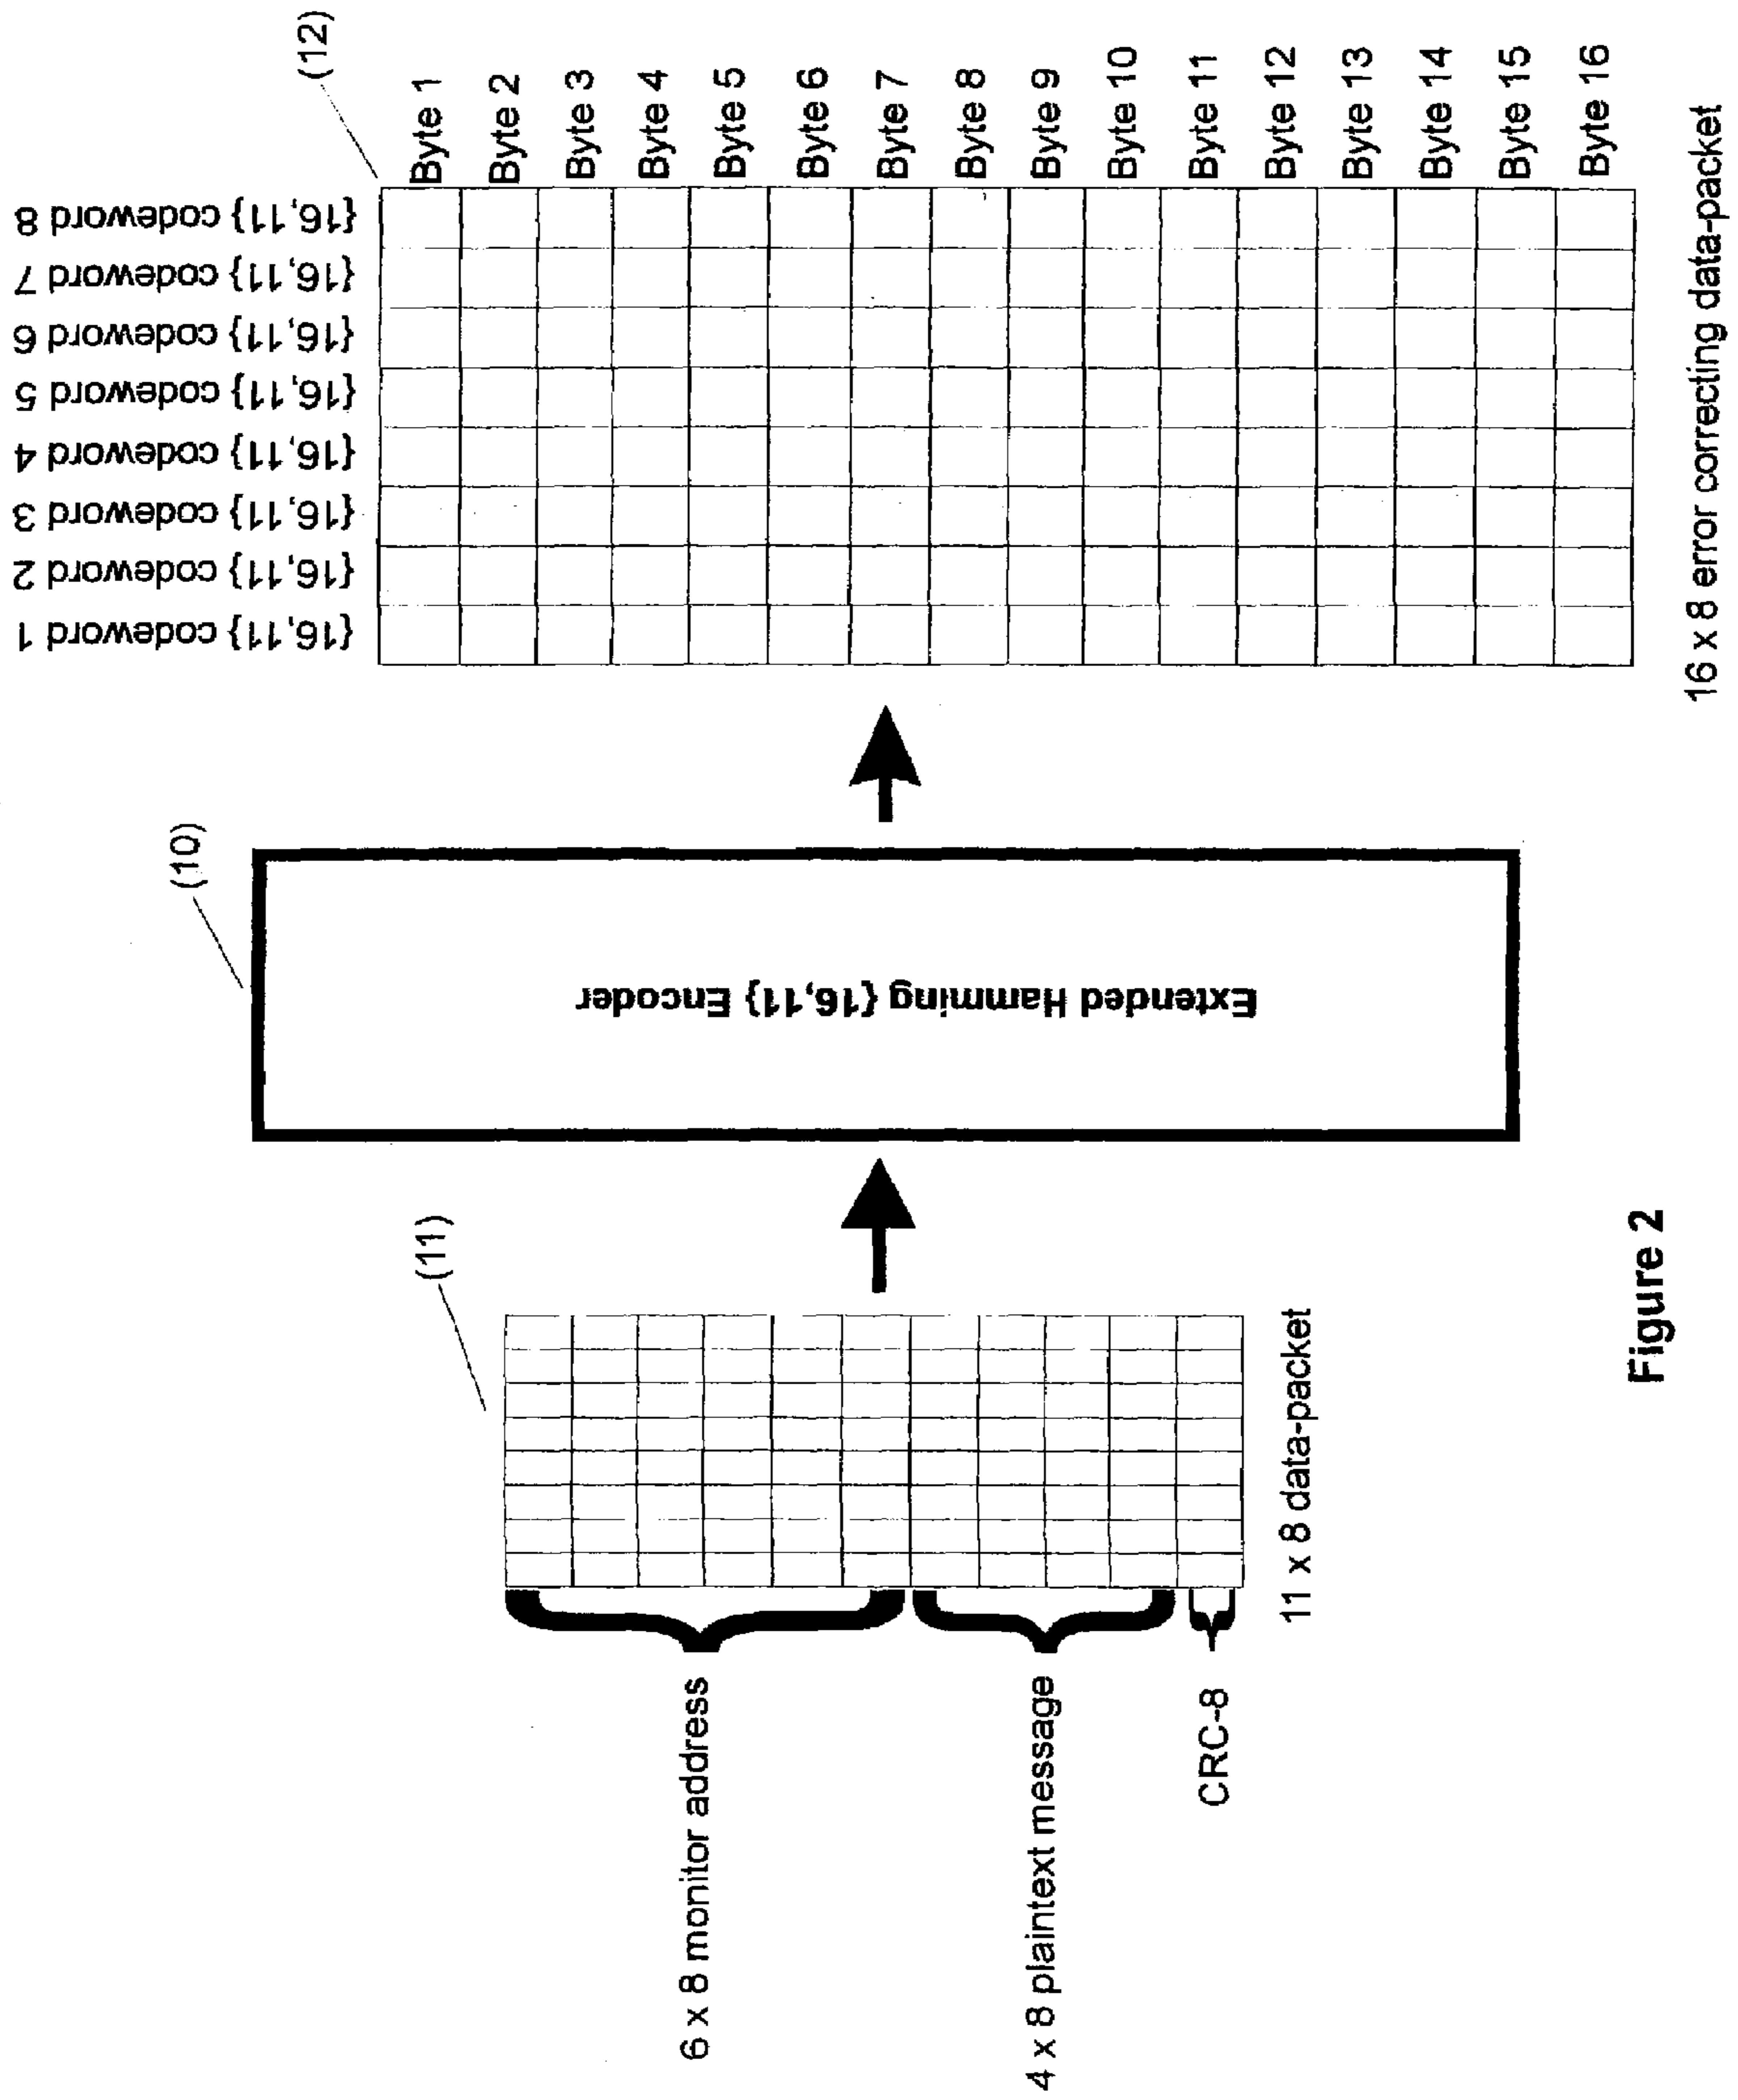 (12)
{16,11} codeword 1
{16,11} codeword 2
{16,11} codeword 3
{16,11} codeword 4
{16,11} codeword 5
{16,11} codeword 6
{16,11} codeword 7
{16,11} codeword 8
Byte 1
Byte 2
Byte 3
Byte 4
Byte 5
Byte 6
Byte 7
Byte 8
Byte 9
Byte 10
Byte 11
Byte 12
Byte 13
Byte 14
Byte 15
Byte 16
16 x 8 error correcting data-packet
(10)
Extended Hamming {16,11} Encoder
(11)
6 x 8 monitor address
4 x 8 plaintext message
CRC-8
11 x 8 data-packet
Figure 2